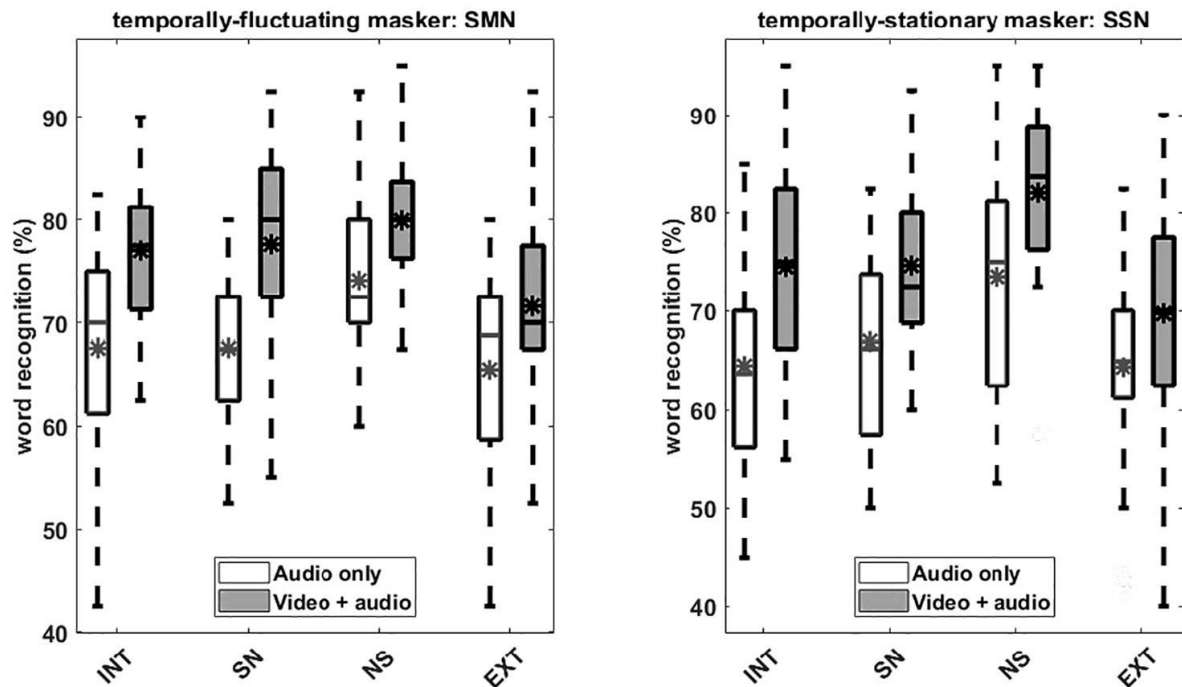 temporally-fluctuating masker: SMN
word recognition (%)
90
80
70
60
50
40
Audio only
Video + audio
INT
SN
NS
EXT
temporally-stationary masker: SSN
word recognition (%)
90
80
70
60
50
40
Audio only
Video + audio
INT
SN
NS
EXT